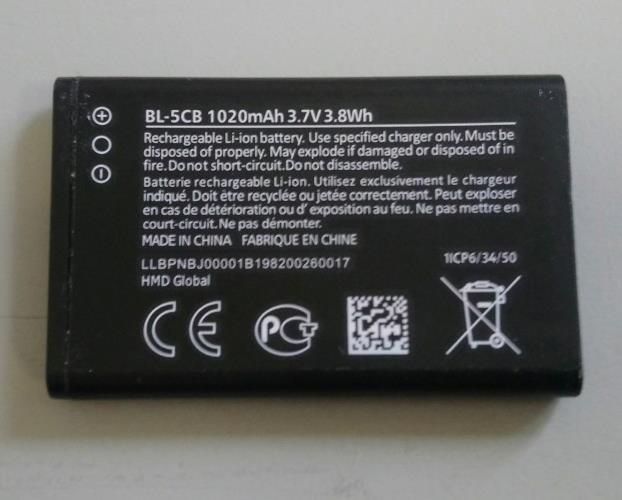 BL-5CB 1020mAh 3.7V 3.8Wh
Rechargeable Li-ion battery. Use specified charger only. Must be
disposed of properly. May explode if damaged or disposed of in
fire. Do not short-circuit. Do not disassemble.
Batterie rechargeable Li-ion. Utilisez exclusivement le chargeur
indiqué. Doit être recyclée ou jetée correctement. Peut exploser
en cas de détérioration ou d' exposition au feu. Ne pas mettre en
court-circuit. Ne pas démonter.
MADE IN CHINA FABRIQUE EN CHINE
LLBPNBJ00001B198200260017
1ICP6/34/50
HMD Global
CE